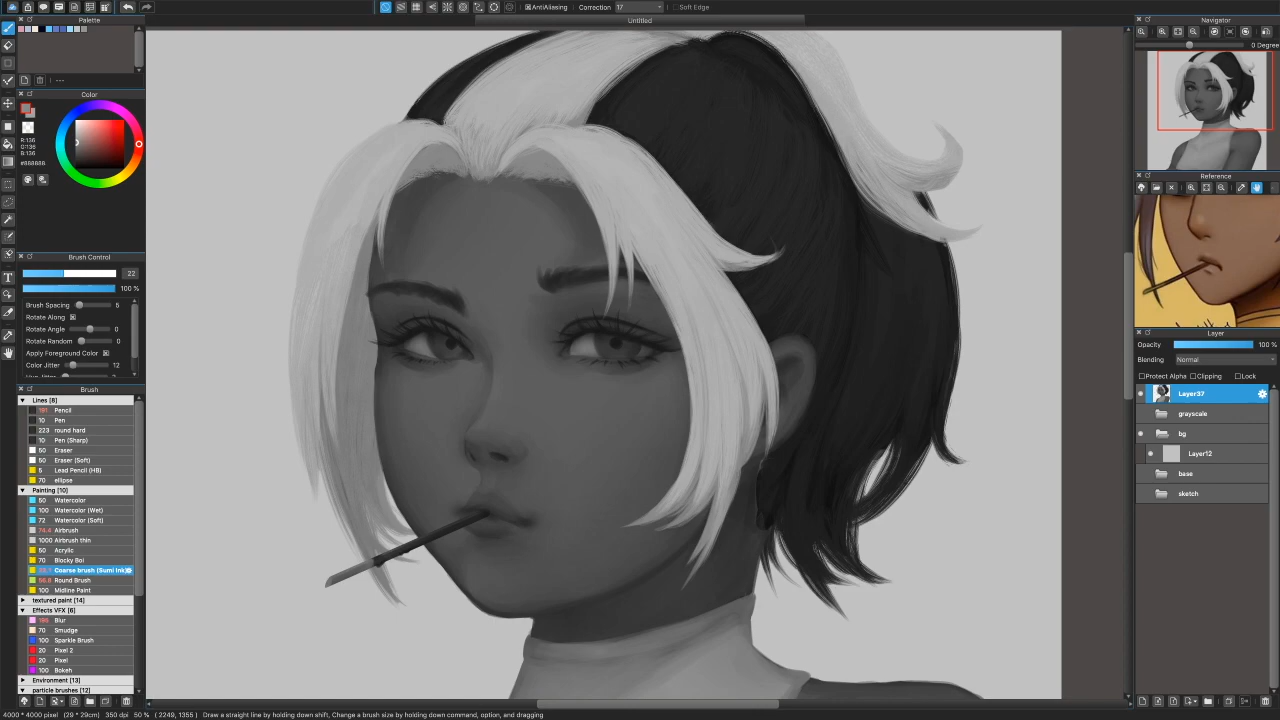 AntiAliasing Correction 17 Soft Edge
Palette
Untitled
Navigator
0 Degree
---
Color
R:136
G:136
B:136
#888888
Reference
Brush Control
22
100 %
Brush Spacing 5
Rotate Along
Rotate Angle 0
Rotate Random 0
Apply Foreground Color
Color Jitter 12
Layer
Opacity 100 %
Blending Normal
Protect Alpha Clipping Lock
Layer37
grayscale
bg
Layer12
base
sketch
Brush
Lines [8]
Pencil
10 Pen
223 round hard
10 Pen (Sharp)
50 Eraser
50 Eraser (Soft)
5 Lead Pencil (HB)
70 ellipse
Painting [10]
50 Watercolor
100 Watercolor (Wet)
72 Watercolor (Soft)
Airbrush
1000 Airbrush thin
50 Acrylic
70 Blocky Boi
Coarse brush (Sumi Ink)
Round Brush
100 Midline Paint
textured paint [14]
Effects VFX [6]
Blur
70 Smudge
100 Sparkle Brush
20 Pixel 2
20 Pixel
100 Bokeh
Environment [13]
particle brushes [12]
4000 * 4000 pixel (29 * 29cm) 350 dpi 50 % ( 2249, 1355 ) Draw a straight line by holding down shift, Change a brush size by holding down command, option, and dragging